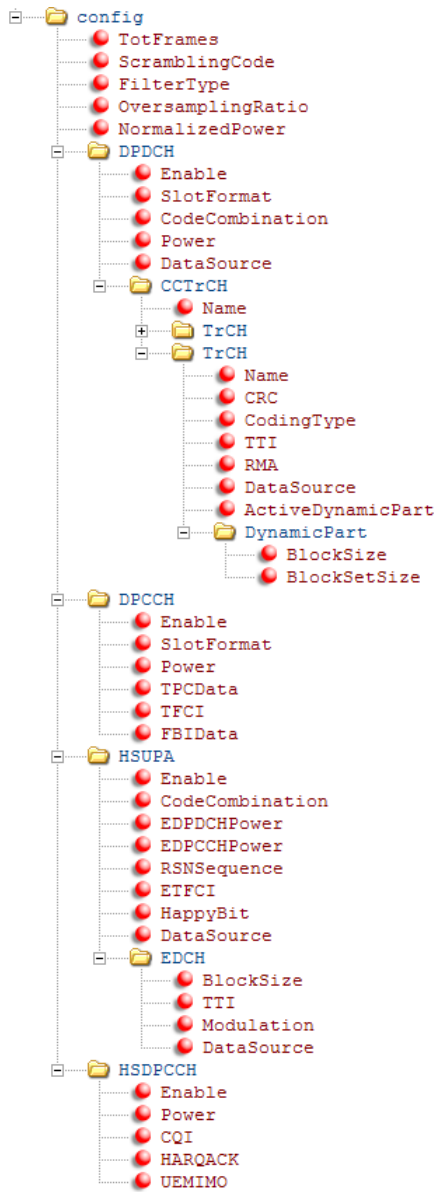 config
TotFrames
ScramblingCode
FilterType
OversamplingRatio
NormalizedPower
DPDCH
Enable
SlotFormat
CodeCombination
Power
DataSource
CCTrCH
Name
TrCH
TrCH
Name
CRC
CodingType
TTI
RMA
DataSource
ActiveDynamicPart
DynamicPart
BlockSize
BlockSetSize
DPCCH
Enable
SlotFormat
Power
TPCData
TFCI
FBIData
HSUPA
Enable
CodeCombination
EDPDCHPower
EDPCCHPower
RSNSequence
ETFCI
HappyBit
DataSource
EDCH
BlockSize
TTI
Modulation
DataSource
HSDPCCH
Enable
Power
CQI
HARQACK
UEMIMO